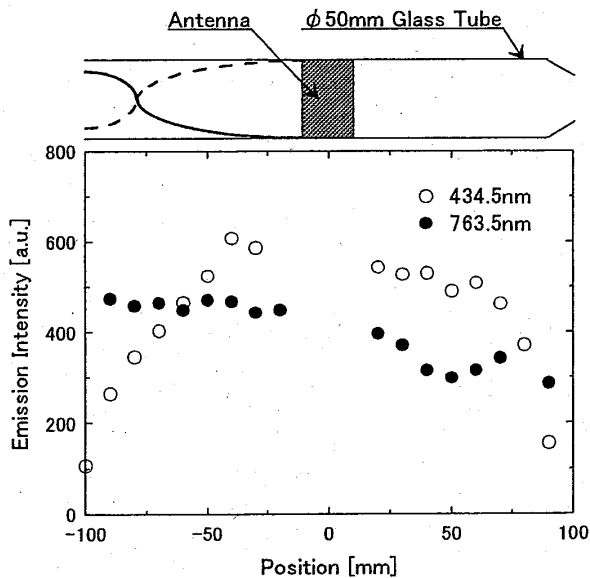 Antenna φ50mm Glass Tube
800
434.5nm
763.5nm
600
400
200
0
-100 -50 0 50 100
Emission Intensity [a.u.]
Position [mm]